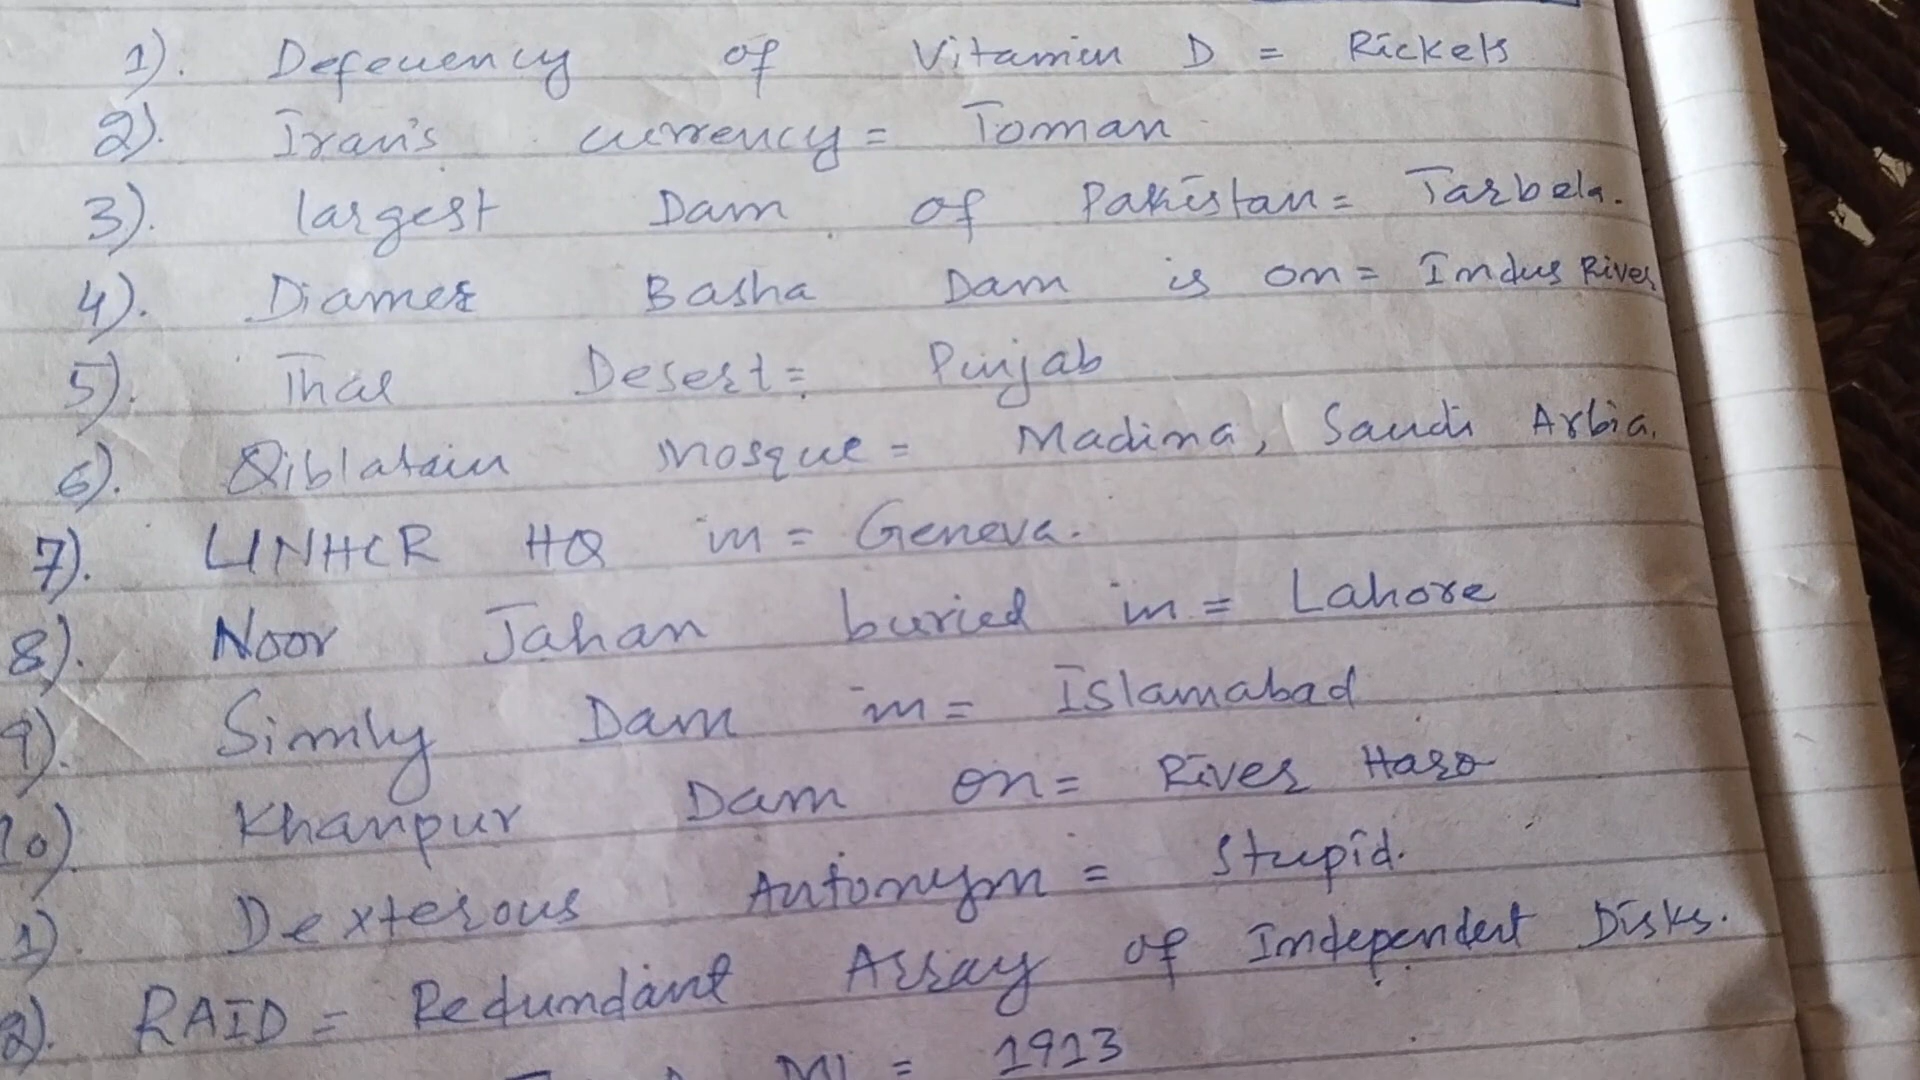 1). Defeuency of Vitamin D = Rickets
2). Iran's currency = Toman
3). largest Dam of Pakistan = Tarbela.
4). Diamer Basha Dam is on = Indus River
5). Thal Desert = Punjab
6). Qiblatain Mosque = Madina, Saudi Arbia.
7). UNHCR HQ in = Geneva.
8). Noor Jahan buried in = Lahore
9). Simly Dam in = Islamabad
10) Khanpur Dam on = River Haro
1). Dexterous Antonym = Stupid.
2). RAID = Redundant Array of Independent Disks.
= 1913